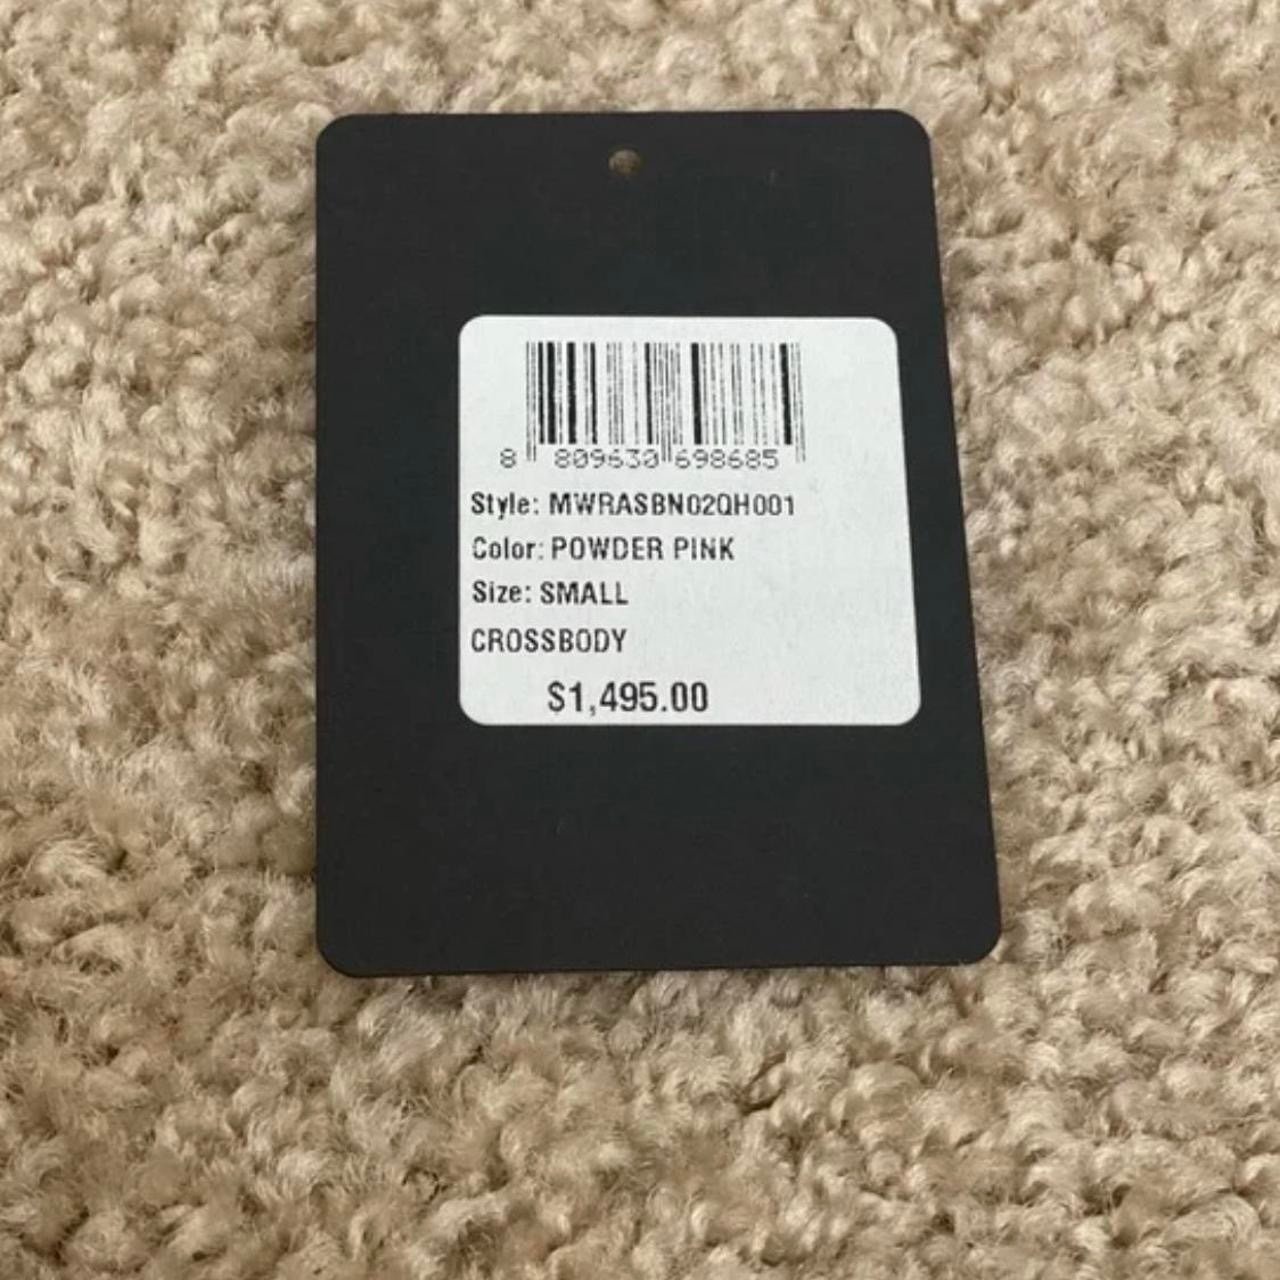 8 809630 698685
Style: MWRASBN02QH001
Color: POWDER PINK
Size: SMALL
CROSSBODY
$1,495.00